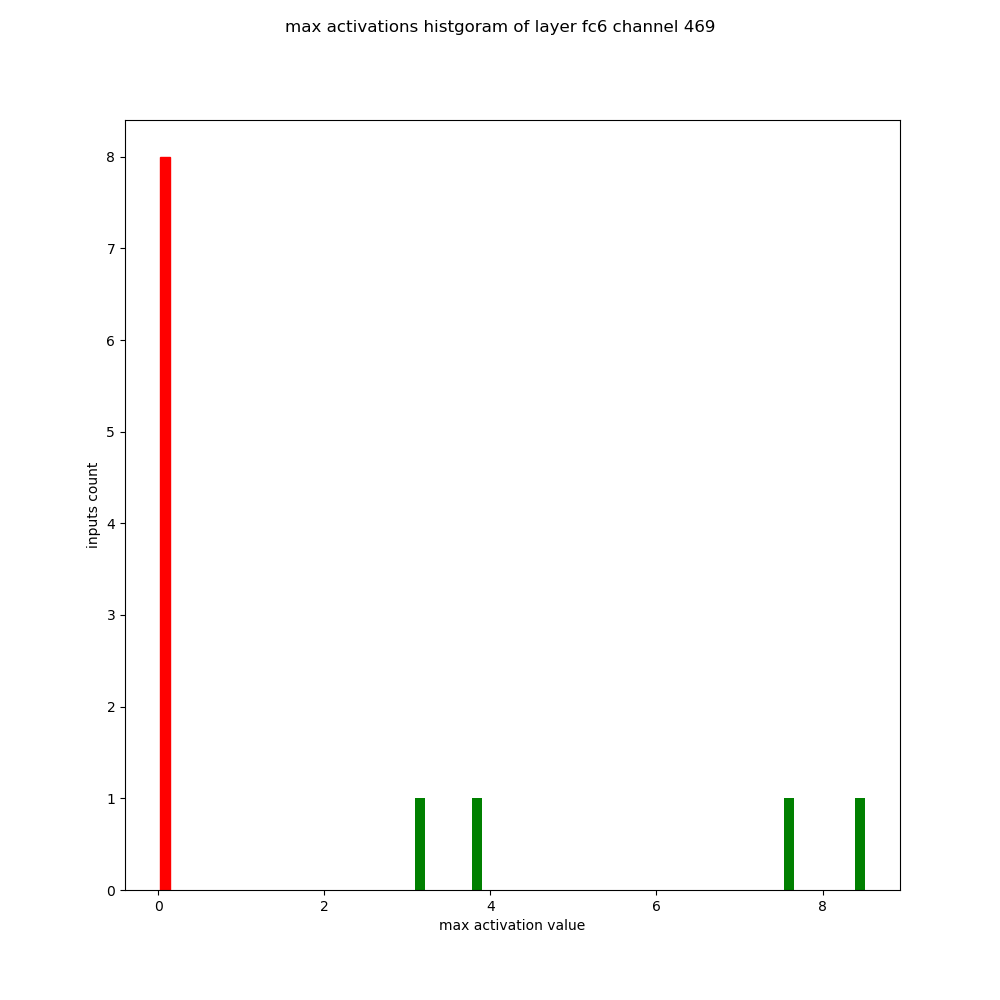 max activations histgoram of layer fc6 channel 469
8
7
6
5
4
3
2
1
0
inputs count
0 2 4 6 8
max activation value